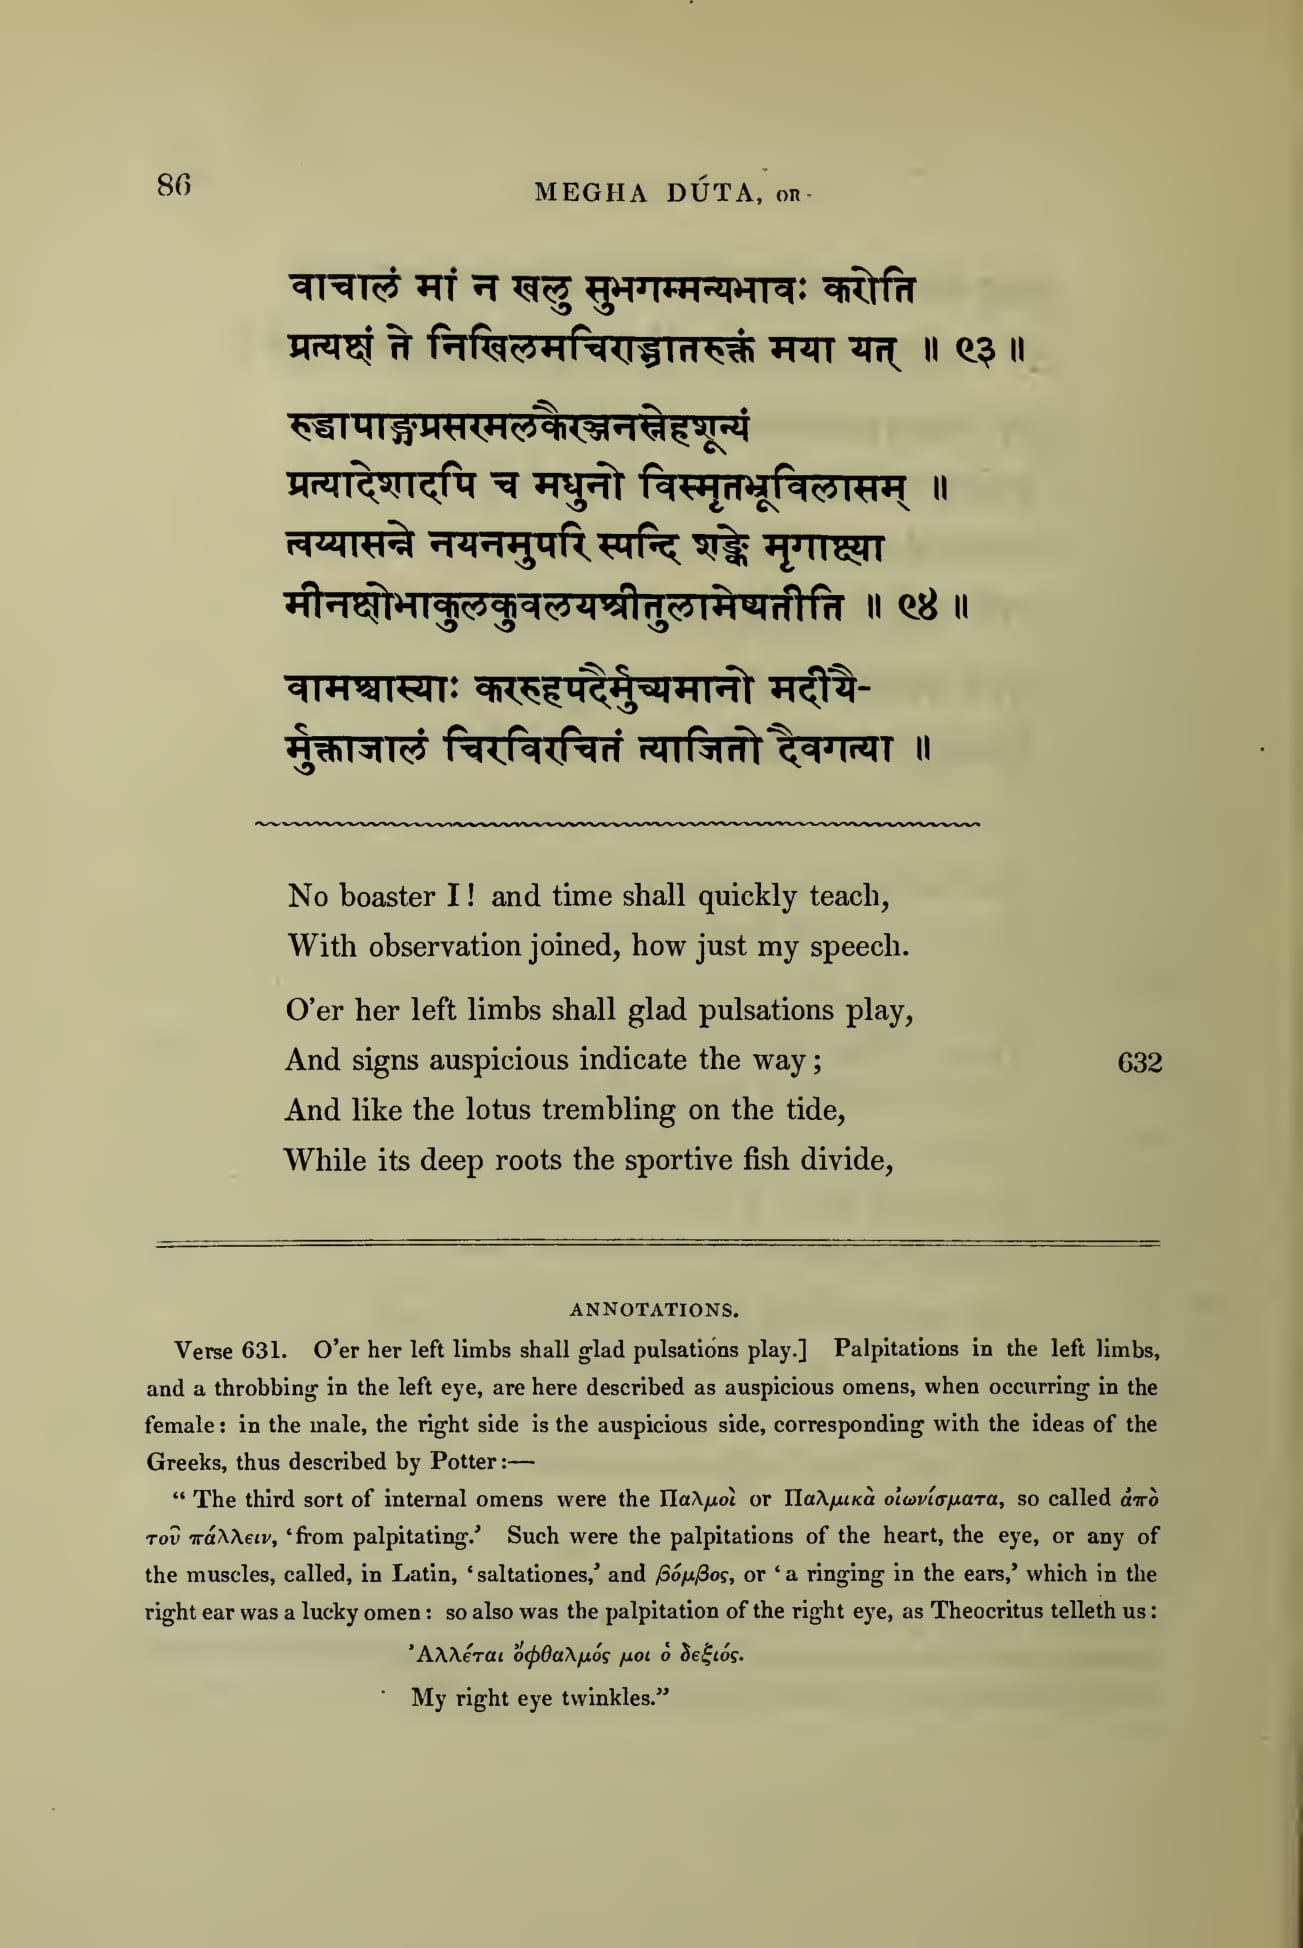 86
MEGHA DÚTA, OR
वाचालं मां न खलु सुभगम्मन्यभावः करोति
प्रत्यक्षं ते निखिलमचिराद्भ्रातरुक्तं मया यत् ॥ ९३ ॥
रुद्धापाङ्गप्रसरमलकैरञ्जनस्नेहशून्यं
प्रत्यादेशादपि च मधुनो विस्मृतभ्रूविलासम् ॥
त्वय्यासन्ने नयनमुपरि स्पन्दि शङ्के मृगाक्ष्या
मीनक्षोभाकुलकुवलयश्रीतुलामेष्यतीति ॥ ९४ ॥
वामश्चास्याः कररुहपदैर्मुच्यमानो मदीयै-
र्मुक्ताजालं चिरविरचितं त्याजितो दैवगत्या ॥
No boaster I! and time shall quickly teach,
With observation joined, how just my speech.
O'er her left limbs shall glad pulsations play,
And signs auspicious indicate the way; 632
And like the lotus trembling on the tide,
While its deep roots the sportive fish divide,
ANNOTATIONS.
Verse 631. O'er her left limbs shall glad pulsations play.] Palpitations in the left limbs,
and a throbbing in the left eye, are here described as auspicious omens, when occurring in the
female: in the male, the right side is the auspicious side, corresponding with the ideas of the
Greeks, thus described by Potter:—
“The third sort of internal omens were the Παλμοὶ or Παλμικὰ οἰωνίσματα, so called ἀπὸ
τοῦ πάλλειν, ‘from palpitating.’ Such were the palpitations of the heart, the eye, or any of
the muscles, called, in Latin, ‘saltationes,’ and βόμβος, or ‘a ringing in the ears,’ which in the
right ear was a lucky omen: so also was the palpitation of the right eye, as Theocritus telleth us:
Ἀλλέται ὄφθαλμός μοι ὁ δεξιός.
My right eye twinkles.”